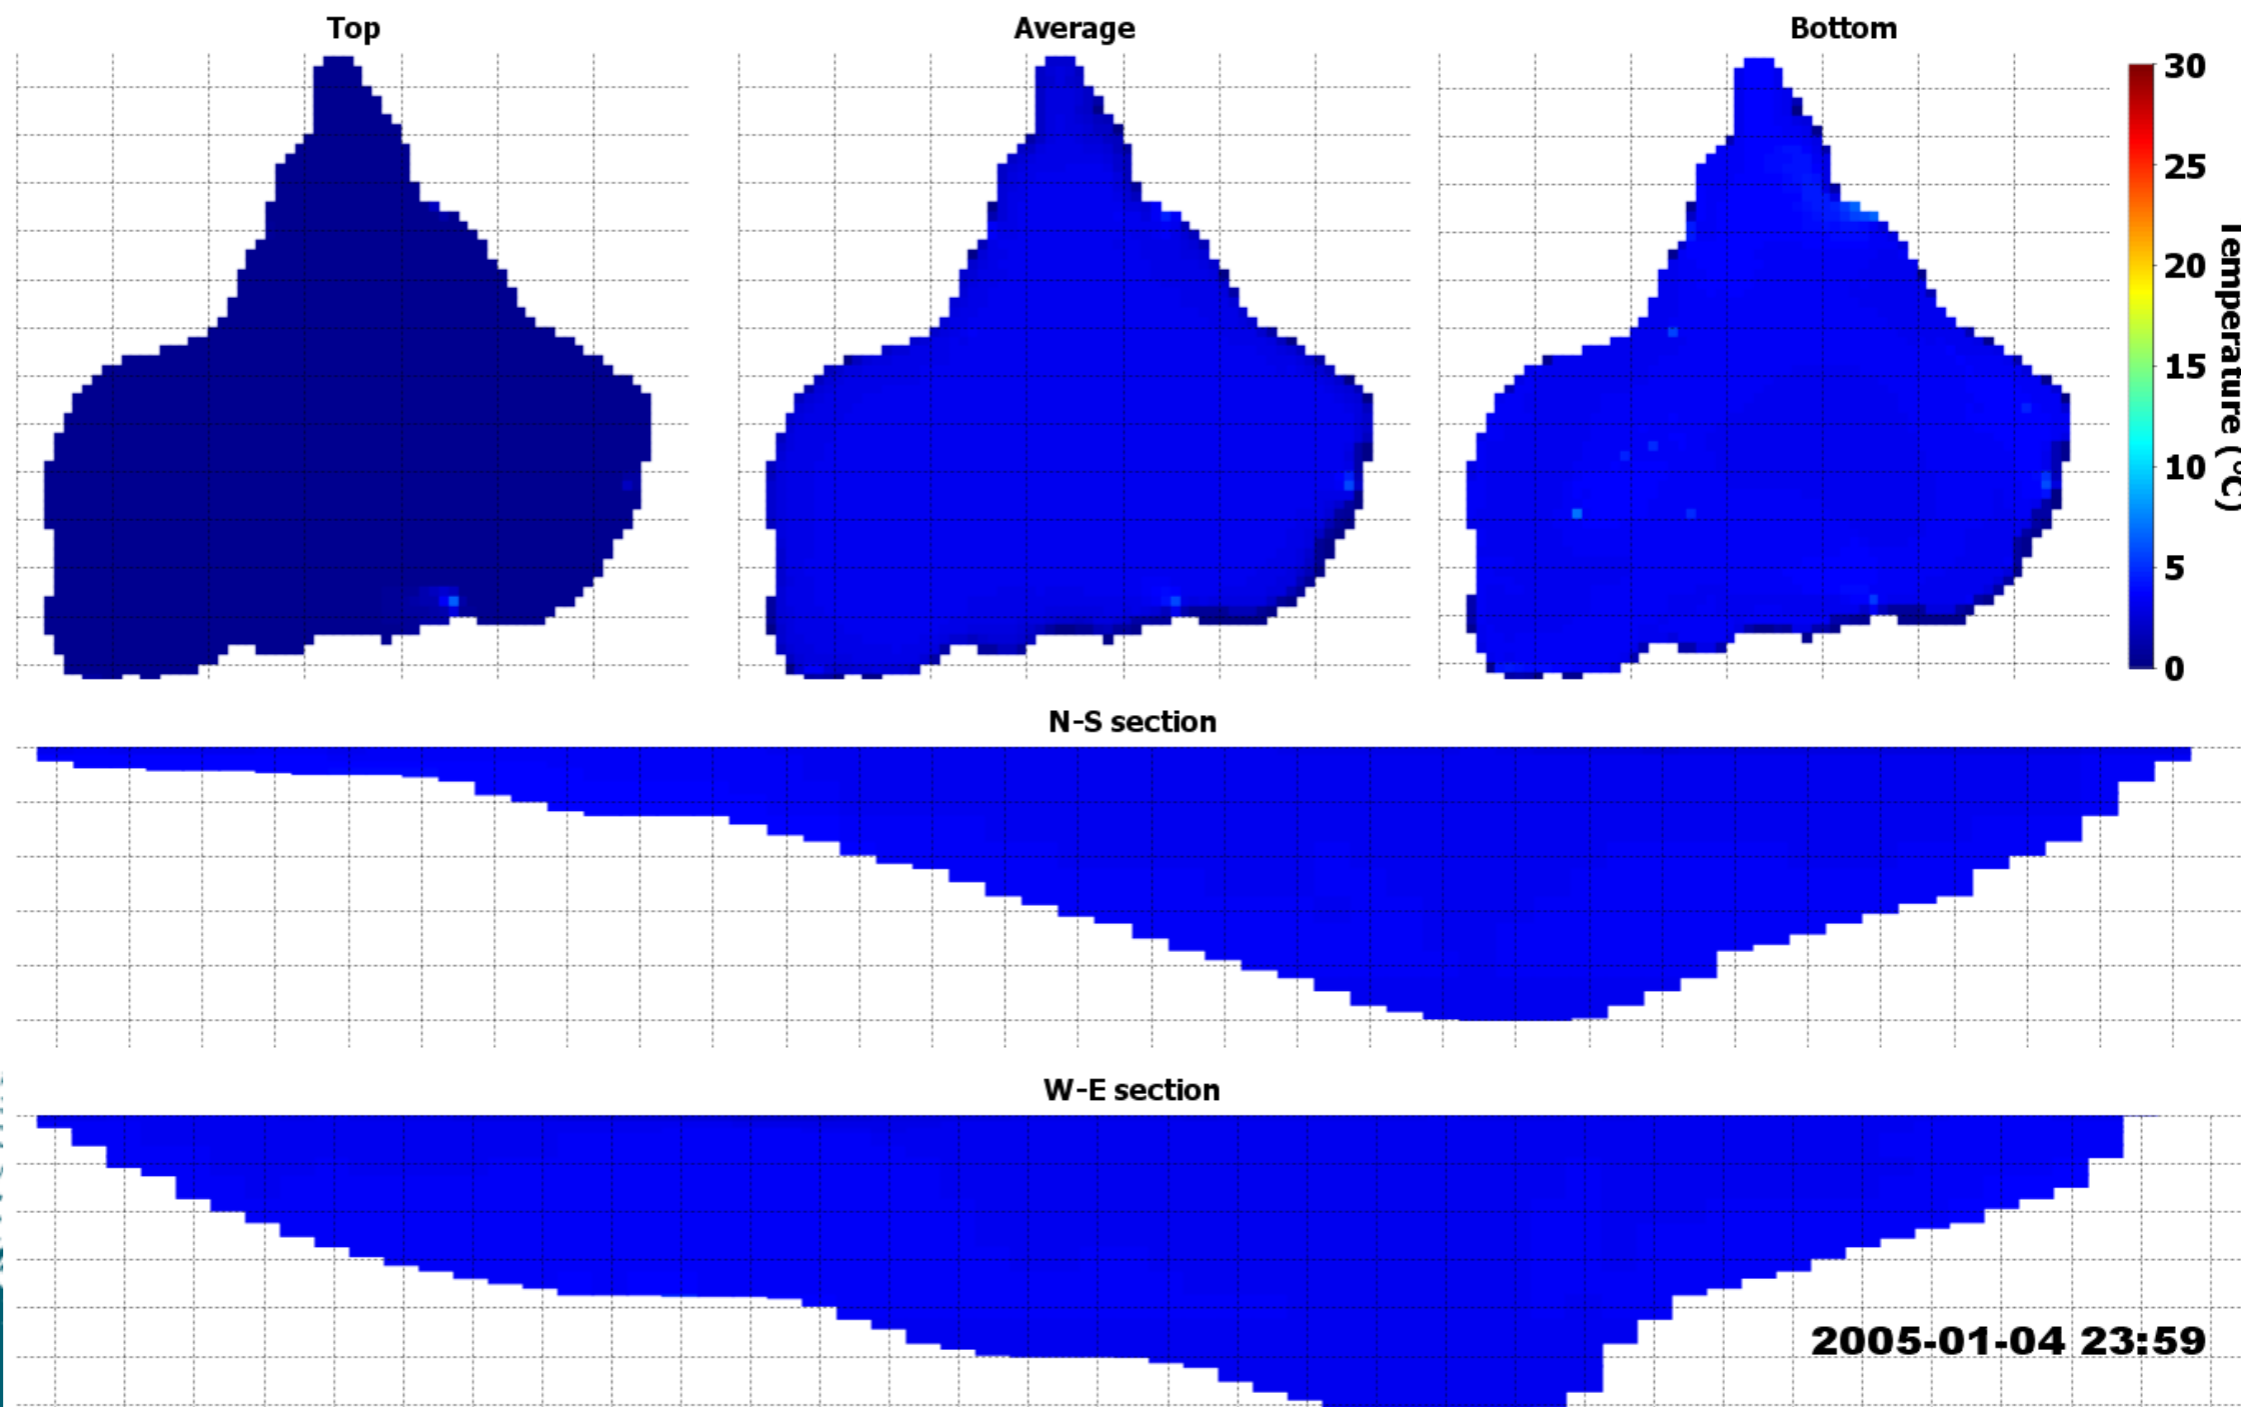 Top
Average
Bottom
30
25
20
15
10
5
0
Temperature (°C)
N-S section
W-E section
2005-01-04 23:59